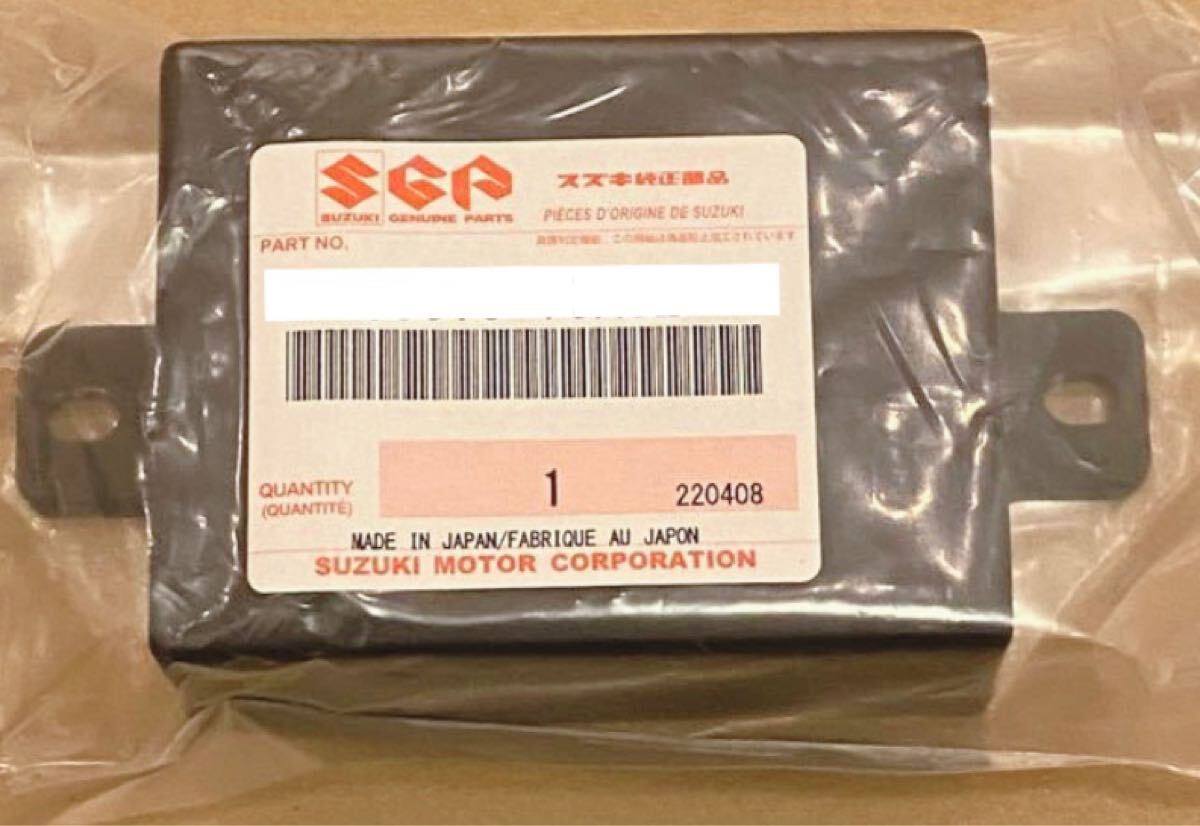 SGP
スズキ純正部品
SUZUKI GENUINE PARTS
PIÈCES D'ORIGINE DE SUZUKI
PART NO.
QUANTITY
(QUANTITÉ)
1
220408
MADE IN JAPAN/FABRIQUE AU JAPON
SUZUKI MOTOR CORPORATION